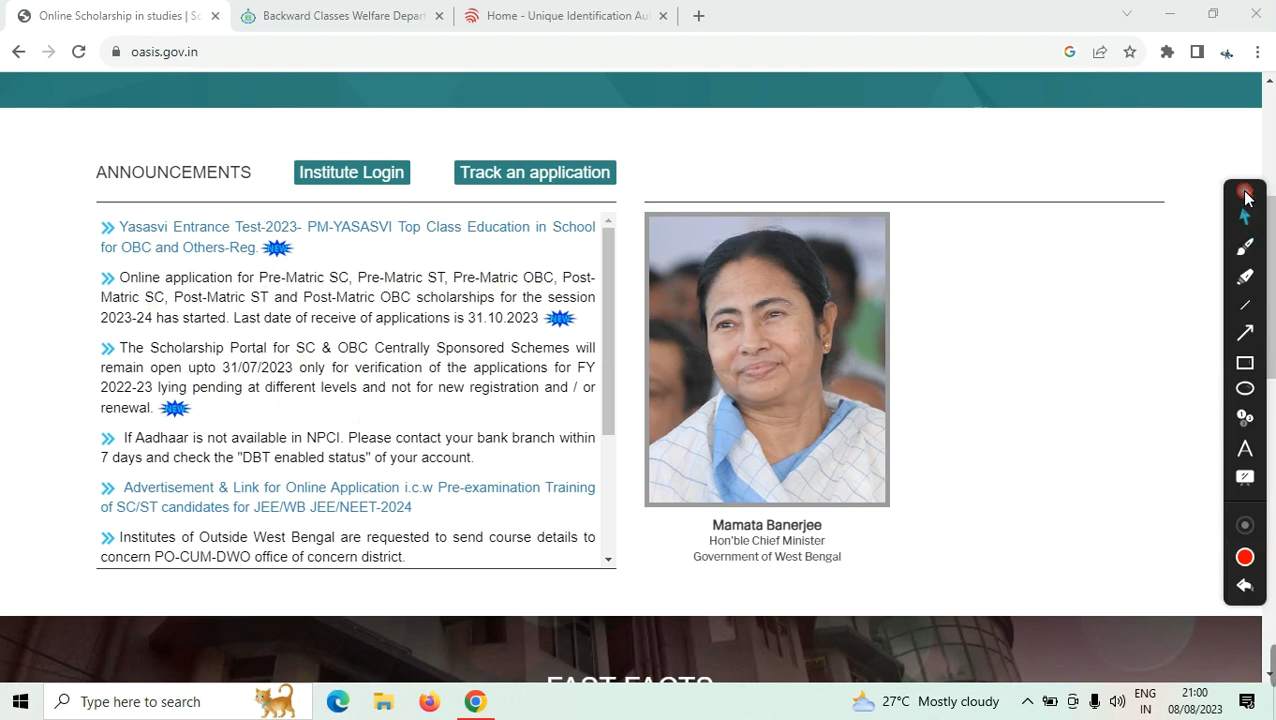 Online Scholarship in studies | Sc
Backward Classes Welfare Depart
Home - Unique Identification Aut
oasis.gov.in
ANNOUNCEMENTS
Institute Login
Track an application
Yasasvi Entrance Test-2023- PM-YASASVI Top Class Education in School
for OBC and Others-Reg. NEW
Online application for Pre-Matric SC, Pre-Matric ST, Pre-Matric OBC, Post-
Matric SC, Post-Matric ST and Post-Matric OBC scholarships for the session
2023-24 has started. Last date of receive of applications is 31.10.2023 NEW
The Scholarship Portal for SC & OBC Centrally Sponsored Schemes will
remain open upto 31/07/2023 only for verification of the applications for FY
2022-23 lying pending at different levels and not for new registration and / or
renewal. NEW
If Aadhaar is not available in NPCI. Please contact your bank branch within
7 days and check the "DBT enabled status" of your account.
Advertisement & Link for Online Application i.c.w Pre-examination Training
of SC/ST candidates for JEE/WB JEE/NEET-2024
Institutes of Outside West Bengal are requested to send course details to
concern PO-CUM-DWO office of concern district.
Mamata Banerjee
Hon'ble Chief Minister
Government of West Bengal
FAST FACTS
Type here to search
27°C Mostly cloudy
ENG
IN
21:00
08/08/2023